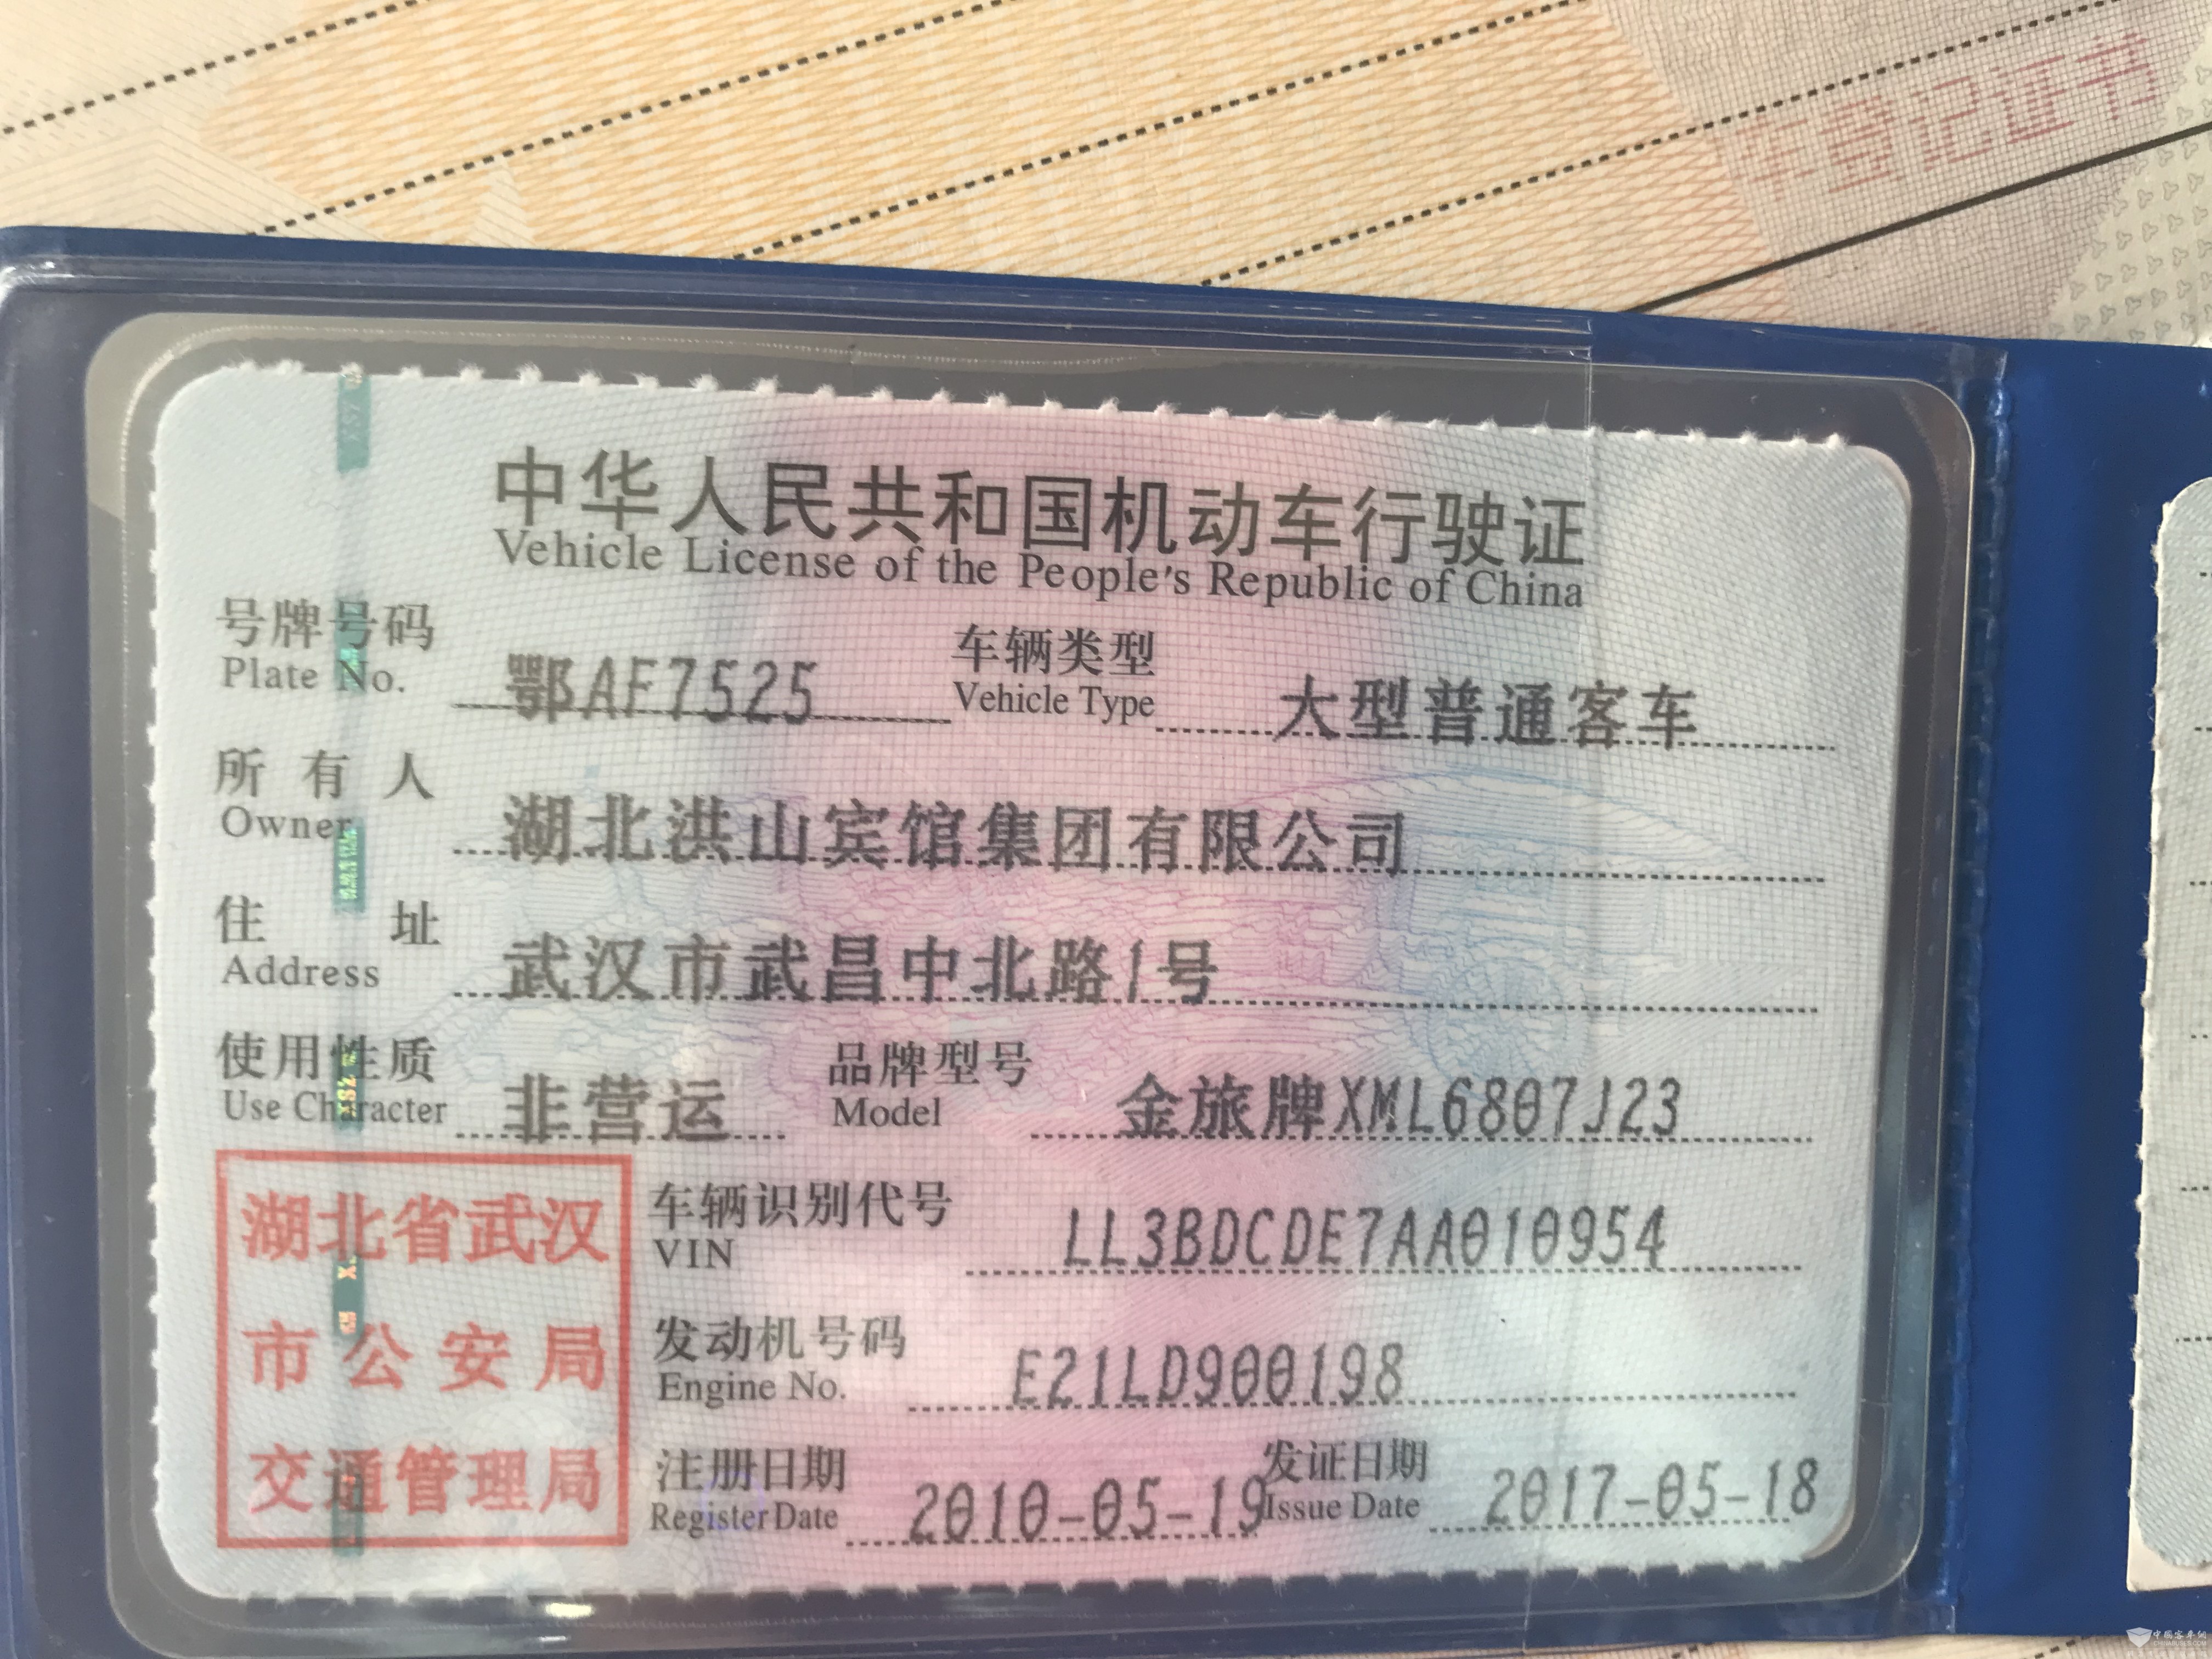 车登记证书
中华人民共和国机动车行驶证
Vehicle License of the People's Republic of China
号牌号码 鄂AF7525 车辆类型 大型普通客车
Plate No. Vehicle Type
所有人 湖北洪山宾馆集团有限公司
Owner
住址 武汉市武昌中北路1号
Address
使用性质 非营运 品牌型号 金旅牌XML6807J23
Use Character Model
湖北省武汉
市公安局
交通管理局
车辆识别代号 LL3BDCDE7AA010954
VIN
发动机号码 E21LD900198
Engine No.
注册日期 2010-05-19 发证日期 2017-05-18
Register Date Issue Date
中国客车网